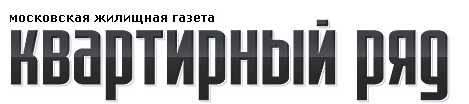 московская жилищная газета
квартирный ряд